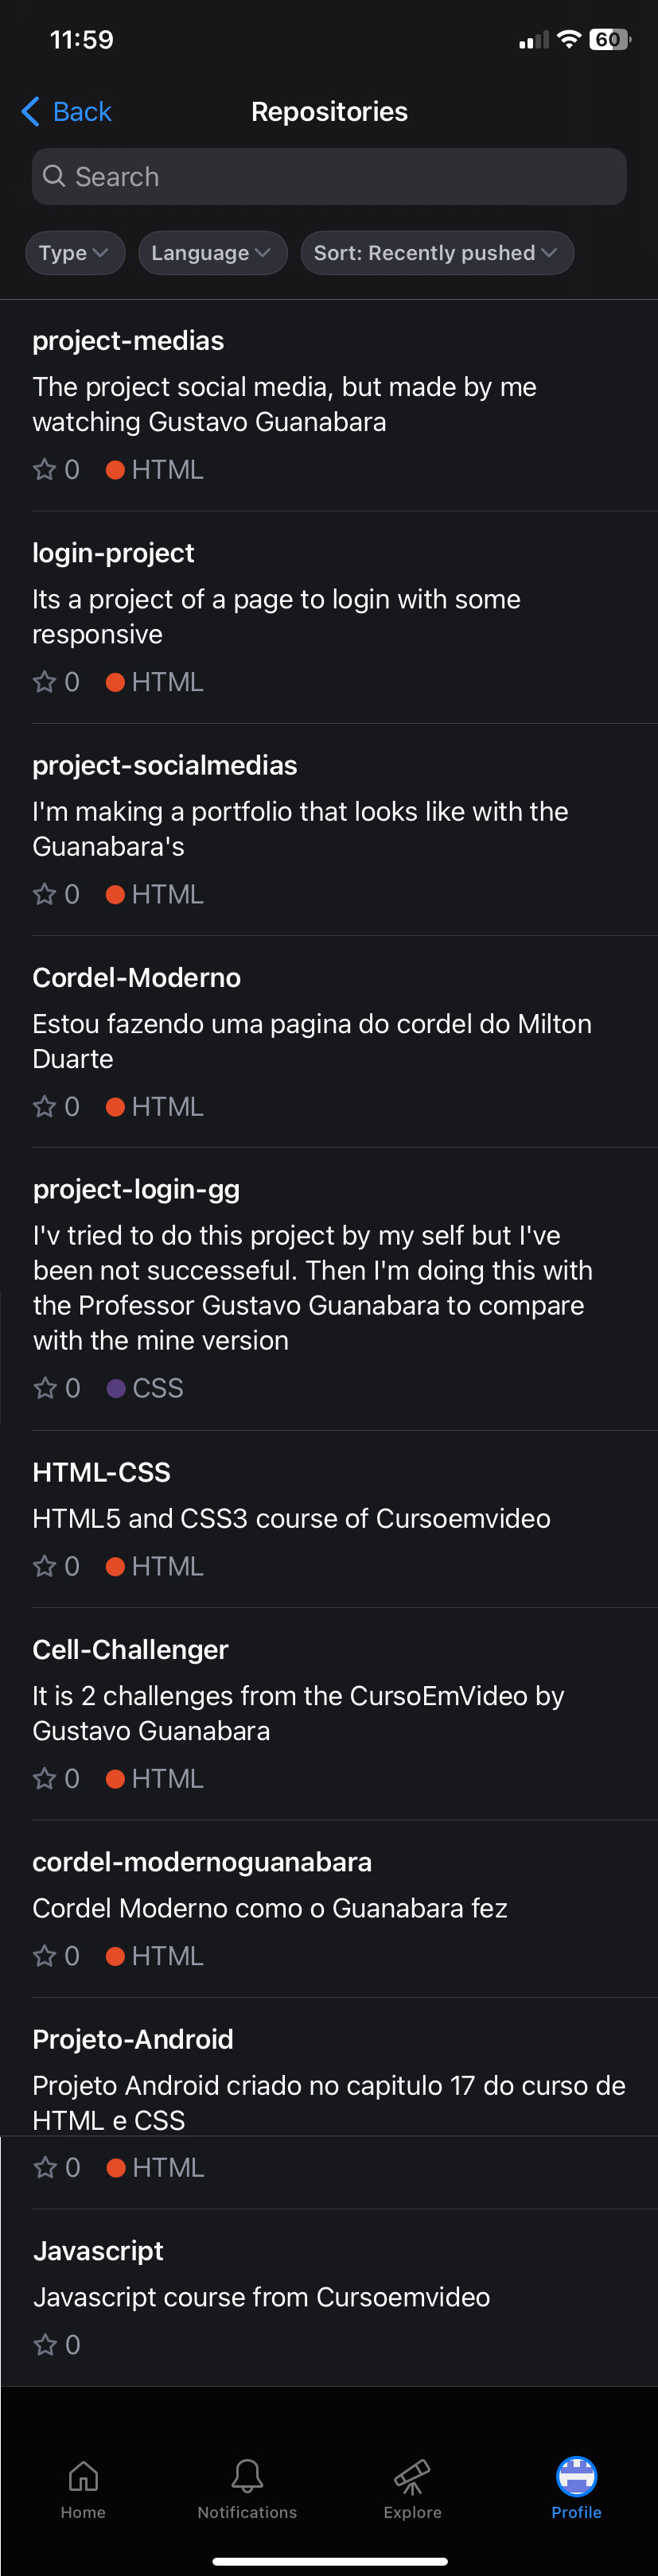 11:59
60
Back
Repositories
Search
Type
Language
Sort: Recently pushed
project-medias
The project social media, but made by me
watching Gustavo Guanabara
0 HTML
login-project
Its a project of a page to login with some
responsive
0 HTML
project-socialmedias
I'm making a portfolio that looks like with the
Guanabara's
0 HTML
Cordel-Moderno
Estou fazendo uma pagina do cordel do Milton
Duarte
0 HTML
project-login-gg
I'v tried to do this project by my self but I've
been not successeful. Then I'm doing this with
the Professor Gustavo Guanabara to compare
with the mine version
0 CSS
HTML-CSS
HTML5 and CSS3 course of Cursoemvideo
0 HTML
Cell-Challenger
It is 2 challenges from the CursoEmVideo by
Gustavo Guanabara
0 HTML
cordel-modernoguanabara
Cordel Moderno como o Guanabara fez
0 HTML
Projeto-Android
Projeto Android criado no capitulo 17 do curso de
HTML e CSS
0 HTML
Javascript
Javascript course from Cursoemvideo
0
Home
Notifications
Explore
Profile